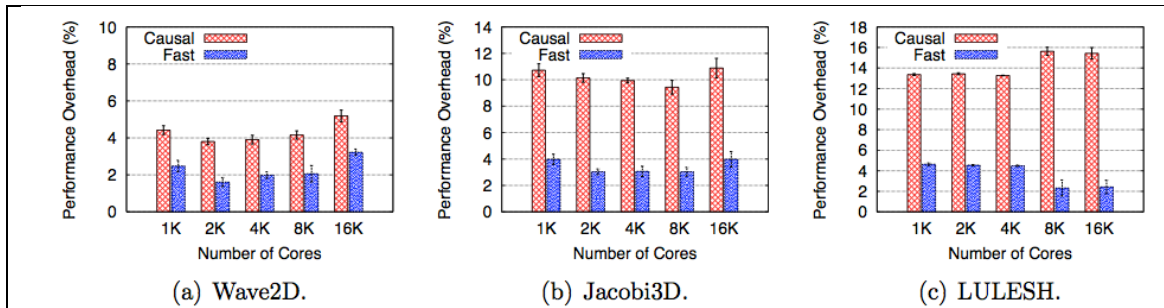 Performance Overhead (%)
10
8
6
4
2
0
Causal
Fast
1K 2K 4K 8K 16K
Number of Cores
(a) Wave2D.
Performance Overhead (%)
14
12
10
8
6
4
2
0
Causal
Fast
1K 2K 4K 8K 16K
Number of Cores
(b) Jacobi3D.
Performance Overhead (%)
18
16
14
12
10
8
6
4
2
0
Causal
Fast
1K 2K 4K 8K 16K
Number of Cores
(c) LULESH.